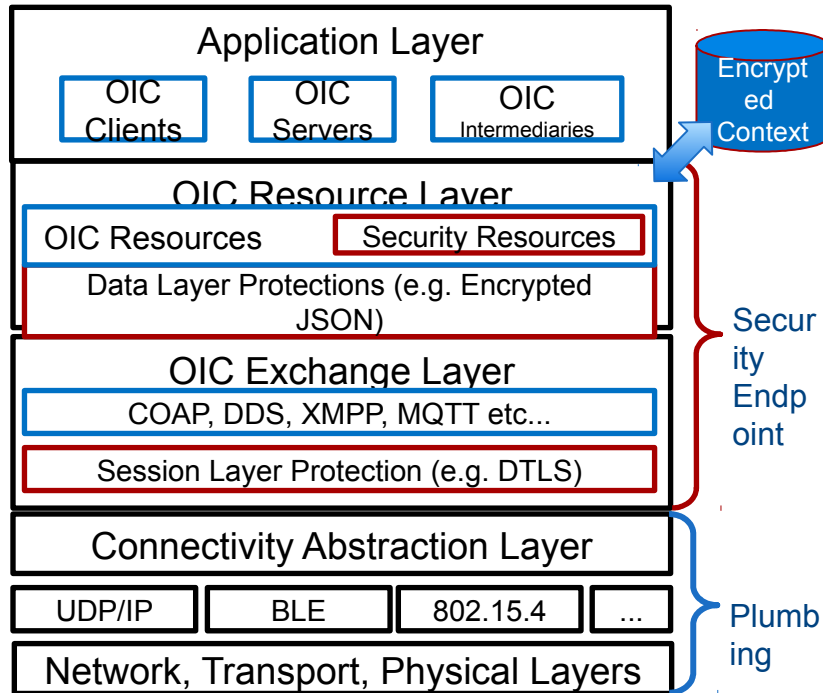 Application Layer
OIC
Clients
OIC
Servers
OIC
Intermediaries
Encrypt
ed
Context
OIC Resource Layer
OIC Resources
Security Resources
Data Layer Protections (e.g. Encrypted
JSON)
OIC Exchange Layer
COAP, DDS, XMPP, MQTT etc...
Session Layer Protection (e.g. DTLS)
Secur
ity
Endp
oint
Connectivity Abstraction Layer
UDP/IP
BLE
802.15.4
...
Network, Transport, Physical Layers
Plumb
ing